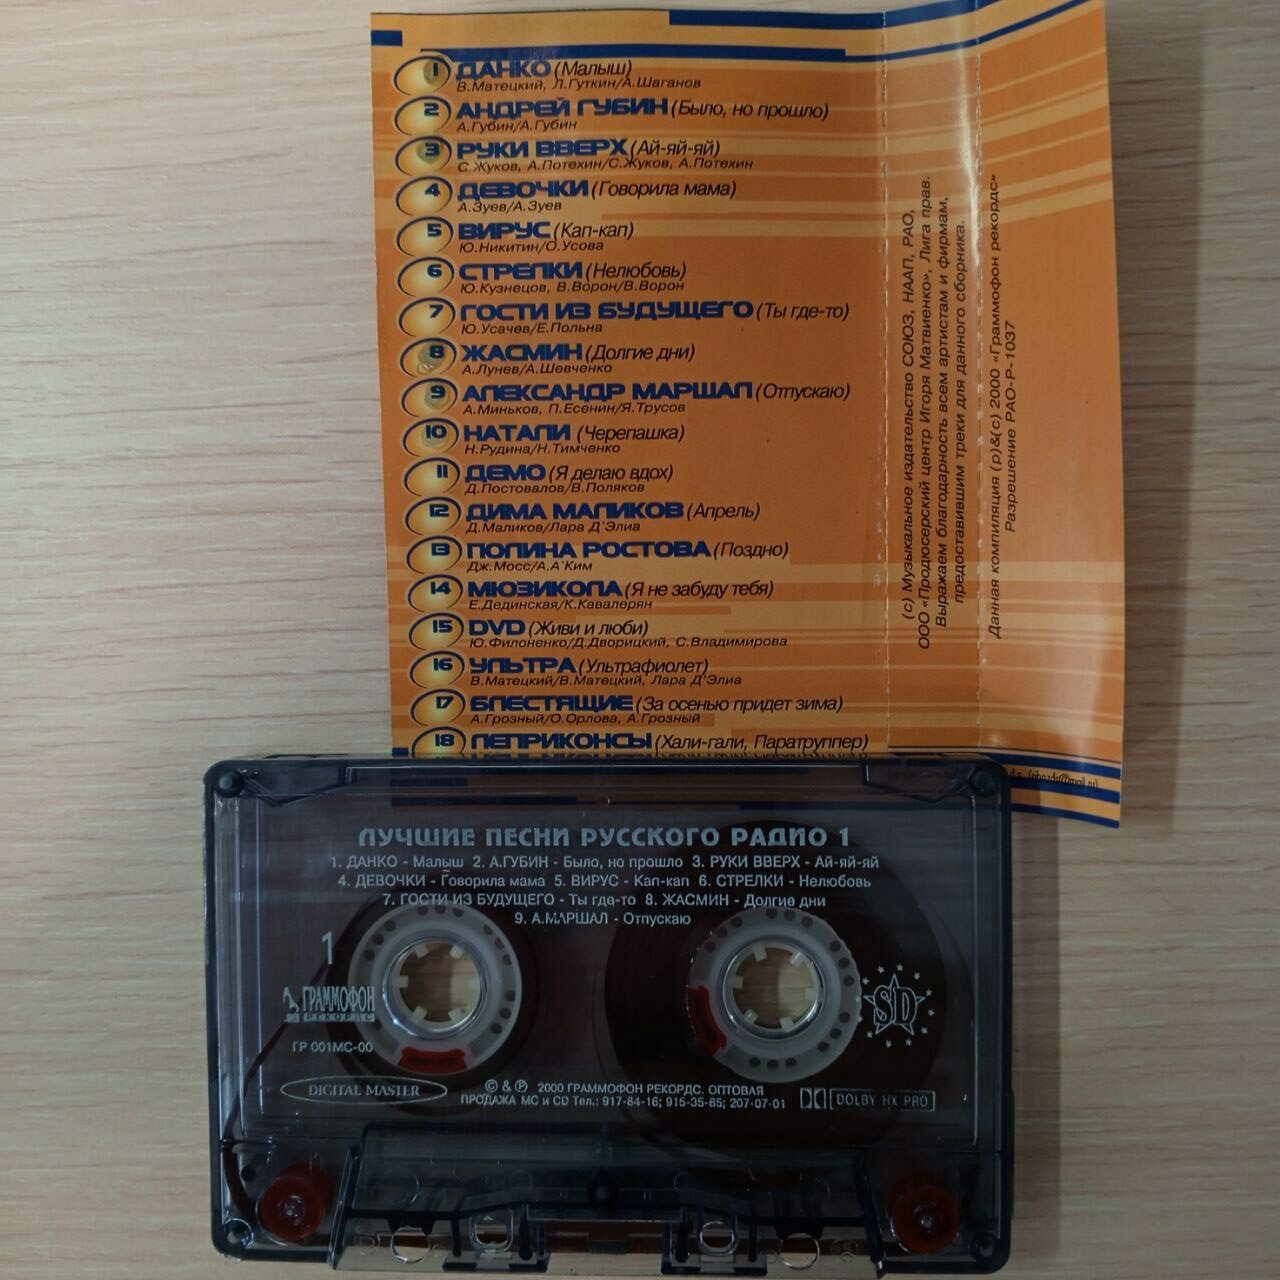 1 ДАНКО (Малыш)
В.Матецкий, Л.Гуткин/А.Шаганов
2 АНДРЕЙ ГУБИН (Было, но прошло)
А.Губин/А.Губин
3 РУКИ ВВЕРХ (Ай-яй-яй)
С.Жуков, А.Потехин/С.Жуков, А.Потехин
4 ДЕВОЧКИ (Говорила мама)
А.Зуев/А.Зуев
5 ВИРУС (Кап-кап)
Ю.Никитин/О.Усова
6 СТРЕЛКИ (Нелюбовь)
Ю.Кузнецов, В.Ворон/В.Ворон
7 ГОСТИ ИЗ БУДУЩЕГО (Ты где-то)
Ю.Усачев/Е.Польна
8 ЖАСМИН (Долгие дни)
А.Лунев/А.Шевченко
9 АЛЕКСАНДР МАРШАЛ (Отпускаю)
А.Миньков, П.Есенин/Я.Трусов
10 НАТАЛИ (Черепашка)
Н.Рудина/Н.Тимченко
11 ДЕМО (Я делаю вдох)
Д.Постовалов/В.Поляков
12 ДИМА МАЛИКОВ (Апрель)
Д.Маликов/Лара Д`Элиа
13 ПОЛИНА РОСТОВА (Поздно)
Дж.Мосс/А.А`Ким
14 МЮЗИКОЛА (Я не забуду тебя)
Е.Дединская/К.Кавалерян
15 DVD (Живи и люби)
Ю.Филоненко/Д.Дворицкий, С.Владимирова
16 УЛЬТРА (Ультрафиолет)
В.Матецкий/В.Матецкий, Лара Д`Элиа
17 БЛЕСТЯЩИЕ (За осенью придет зима)
А.Грозный/О.Орлова, А.Грозный
18 ЛЕПРИКОНСЫ (Хали-гали, Паратруппер)
(с) Музыкальное издательство СОЮЗ, НААП, РАО,
ООО «Продюсерский центр Игоря Матвиенко», Лига прав.
Выражаем благодарность всем артистам и фирмам,
предоставившим треки для данного сборника.
Данная компиляция (р)&(с) 2000 «Граммофон рекордс»
Разрешение РАО-Р-1037
ЛУЧШИЕ ПЕСНИ РУССКОГО РАДИО 1
1. ДАНКО - Малыш 2. А.ГУБИН - Было, но прошло 3. РУКИ ВВЕРХ - Ай-яй-яй
4. ДЕВОЧКИ - Говорила мама 5. ВИРУС - Кап-кап 6. СТРЕЛКИ - Нелюбовь
7. ГОСТИ ИЗ БУДУЩЕГО - Ты где-то 8. ЖАСМИН - Долгие дни
9. А.МАРШАЛ - Отпускаю
1
ГРАММОФОН
РЕКОРДС
SD
ГР 001МС-00
DIGITAL MASTER
© & ℗ 2000 ГРАММОФОН РЕКОРДС. ОПТОВАЯ
ПРОДАЖА МС и CD Тел.: 917-84-16; 915-35-65; 207-07-01
DOLBY HX PRO